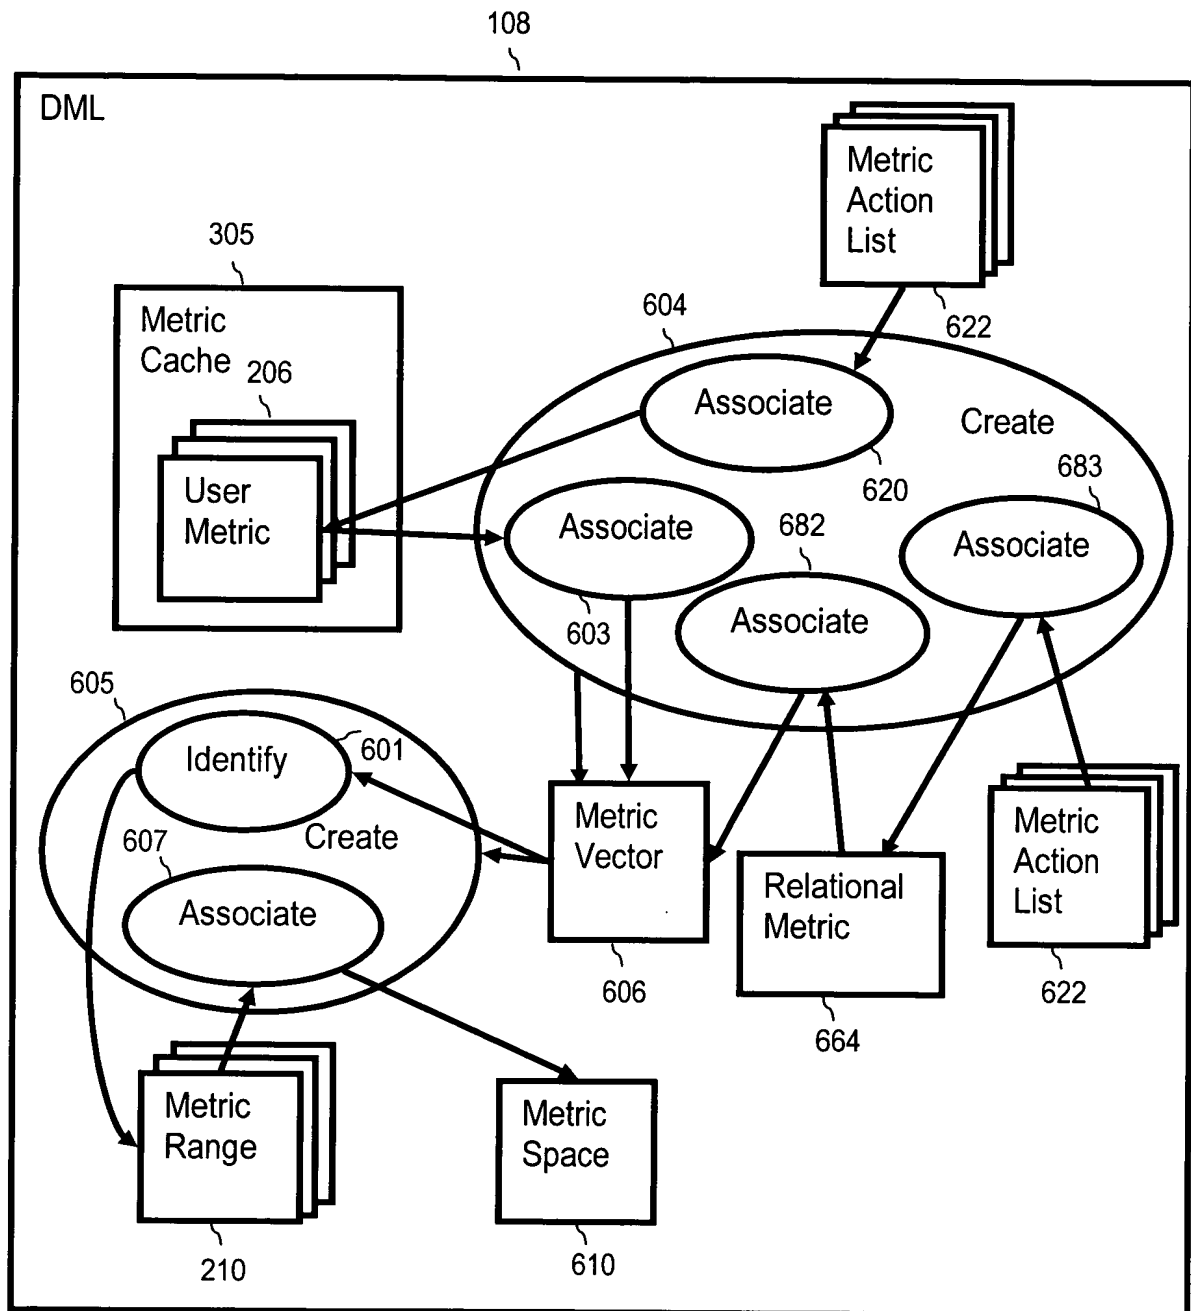 108
DML
Metric
Action
List
622
305
Metric
Cache
206
User
Metric
604
Associate
620
Create
683
Associate
603
682
Associate
Associate
605
Identify
601
Create
607
Associate
Metric
Vector
606
Relational
Metric
664
Metric
Action
List
622
Metric
Range
210
Metric
Space
610